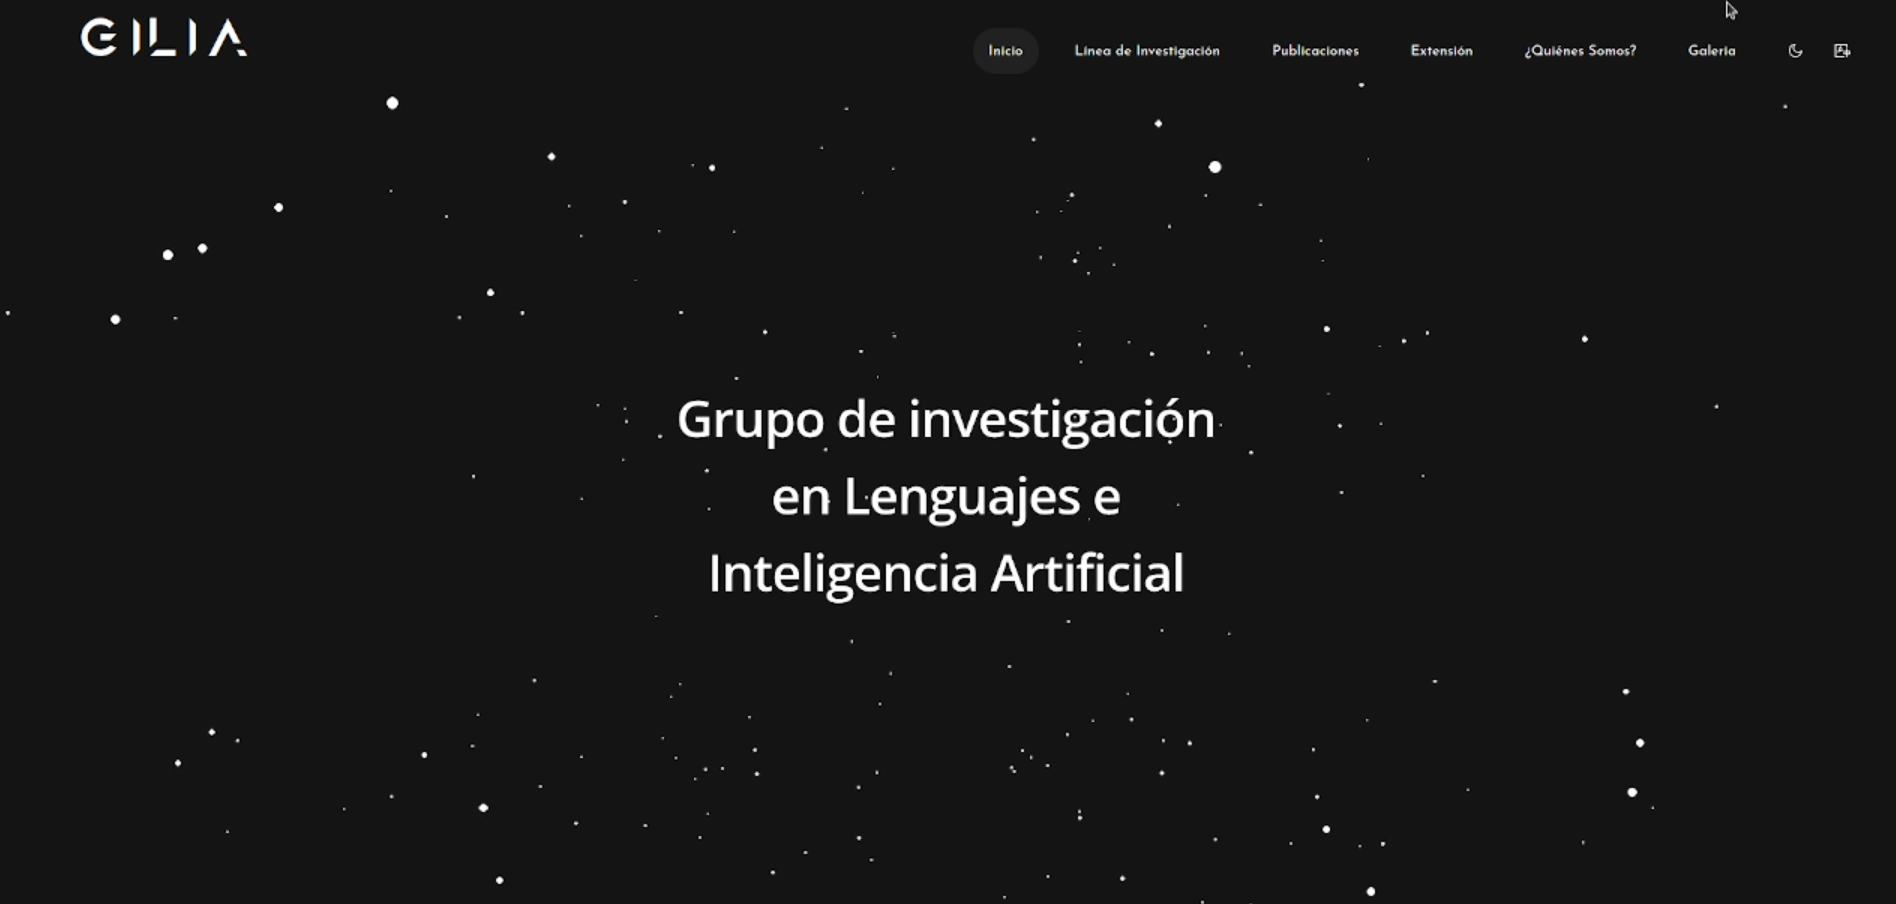 GILIA
Inicio Línea de Investigación Publicaciones Extensión ¿Quiénes Somos? Galería
Grupo de investigación
en Lenguajes e
Inteligencia Artificial